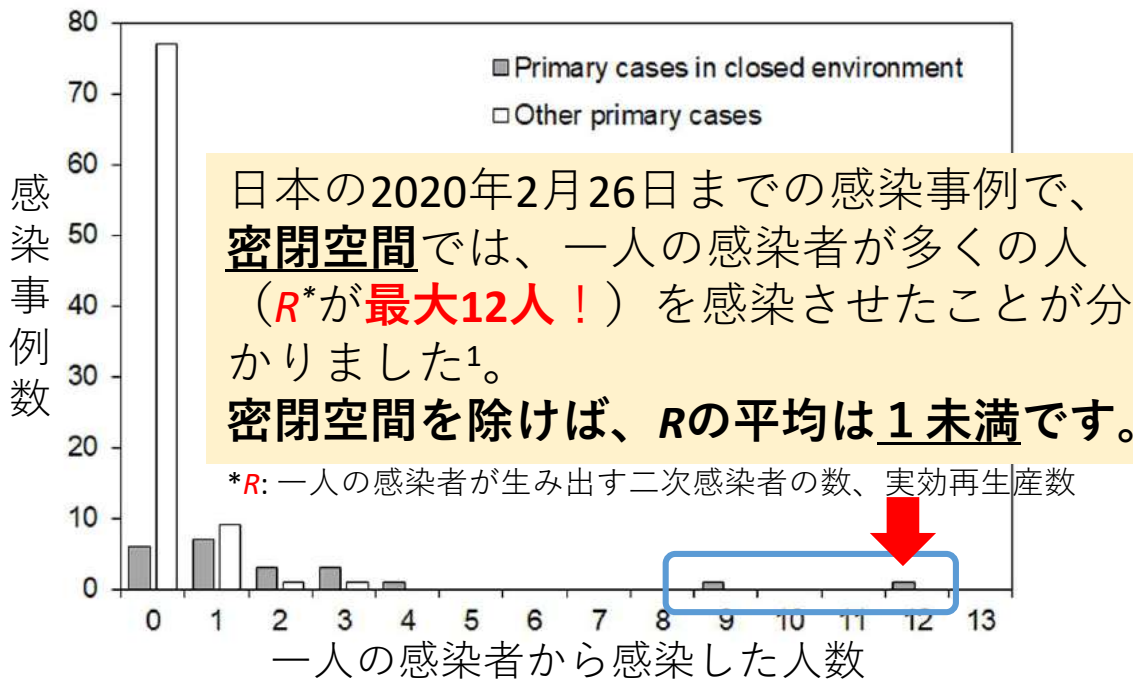 80
70
60
50
40
30
20
10
0
感染事例数
Primary cases in closed environment
Other primary cases
日本の2020年2月26日までの感染事例で、
密閉空間では、一人の感染者が多くの人
（R*が最大12人！）を感染させたことが分
かりました¹。
密閉空間を除けば、Rの平均は１未満です。
*R: 一人の感染者が生み出す二次感染者の数、実効再生産数
0 1 2 3 4 5 6 7 8 9 10 11 12 13
一人の感染者から感染した人数